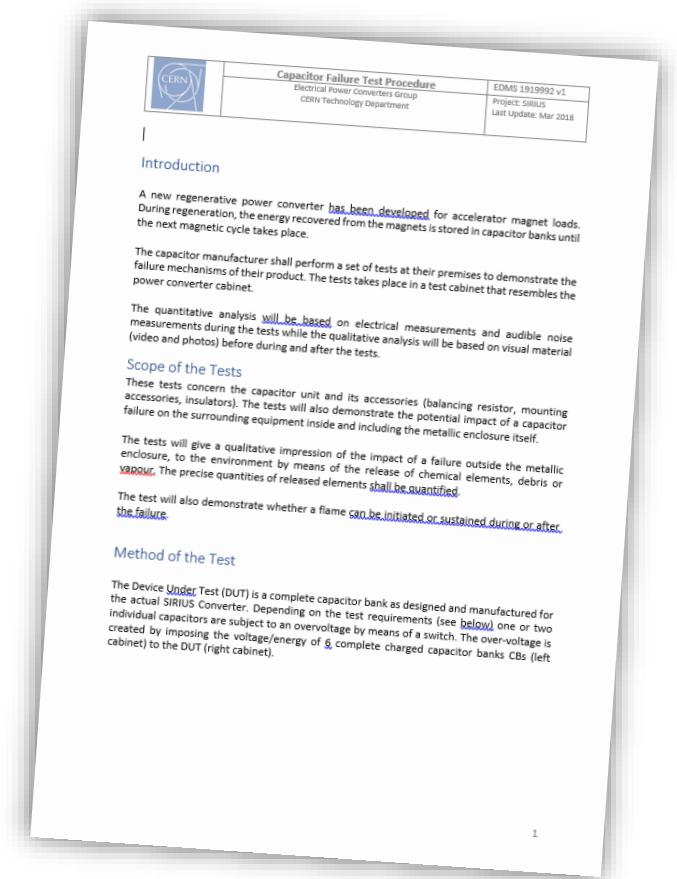 CERN
Capacitor Failure Test Procedure
Electrical Power Converters Group
CERN Technology Department
EDMS 1919992 v1
Project: SIRIUS
Last Update: Mar 2018
Introduction
A new regenerative power converter has been developed for accelerator magnet loads.
During regeneration, the energy recovered from the magnets is stored in capacitor banks until
the next magnetic cycle takes place.
The capacitor manufacturer shall perform a set of tests at their premises to demonstrate the
failure mechanisms of their product. The tests takes place in a test cabinet that resembles the
power converter cabinet.
The quantitative analysis will be based on electrical measurements and audible noise
measurements during the tests while the qualitative analysis will be based on visual material
(video and photos) before during and after the tests.
Scope of the Tests
These tests concern the capacitor unit and its accessories (balancing resistor, mounting
accessories, insulators). The tests will also demonstrate the potential impact of a capacitor
failure on the surrounding equipment inside and including the metallic enclosure itself.
The tests will give a qualitative impression of the impact of a failure outside the metallic
enclosure, to the environment by means of the release of chemical elements, debris or
vapour. The precise quantities of released elements shall be quantified.
The test will also demonstrate whether a flame can be initiated or sustained during or after
the failure.
Method of the Test
The Device Under Test (DUT) is a complete capacitor bank as designed and manufactured for
the actual SIRIUS Converter. Depending on the test requirements (see below) one or two
individual capacitors are subject to an overvoltage by means of a switch. The over-voltage is
created by imposing the voltage/energy of 6 complete charged capacitor banks CBs (left
cabinet) to the DUT (right cabinet).
1